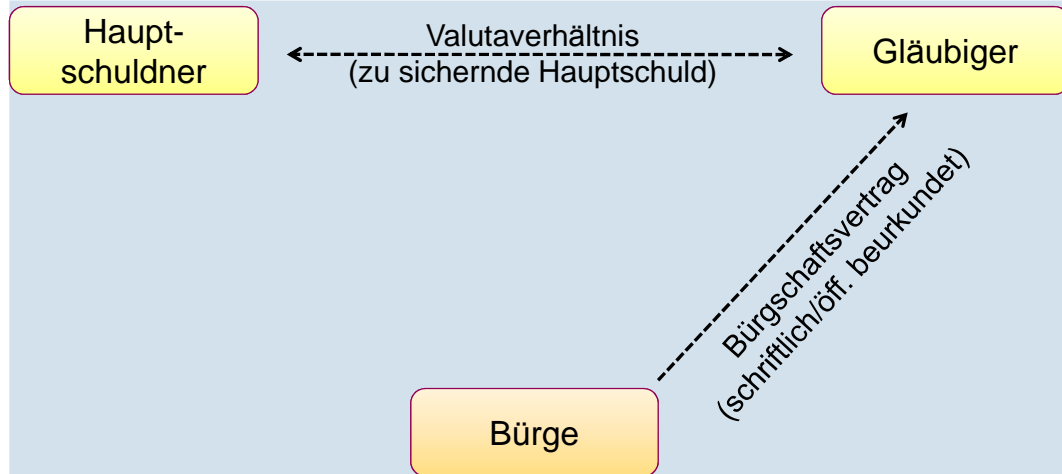 Haupt-
schuldner
Valutaverhältnis
(zu sichernde Hauptschuld)
Gläubiger
Bürgschaftsvertrag
(schriftlich/öff. beurkundet)
Bürge